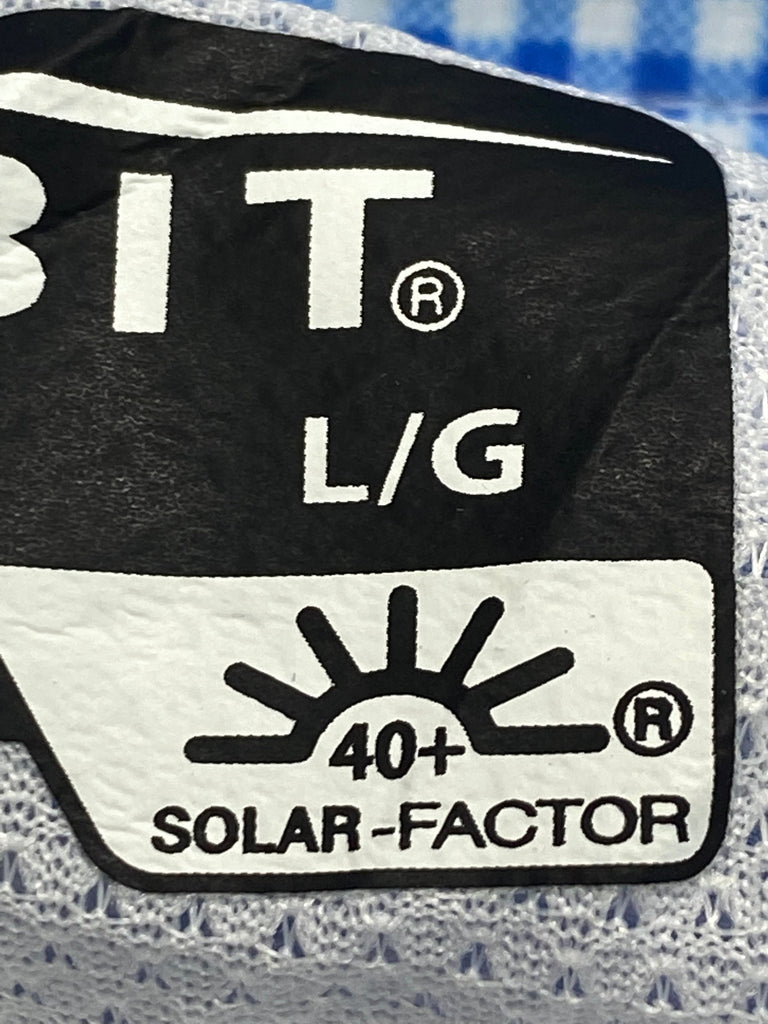 BIT®
L/G
40+ ®
SOLAR-FACTOR